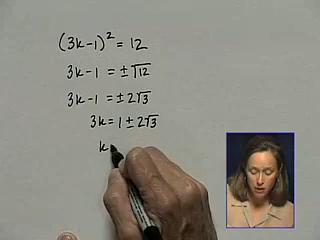 (3k-1)² = 12
3k-1 = ±√12
3k-1 = ±2√3
3k = 1 ± 2√3
k